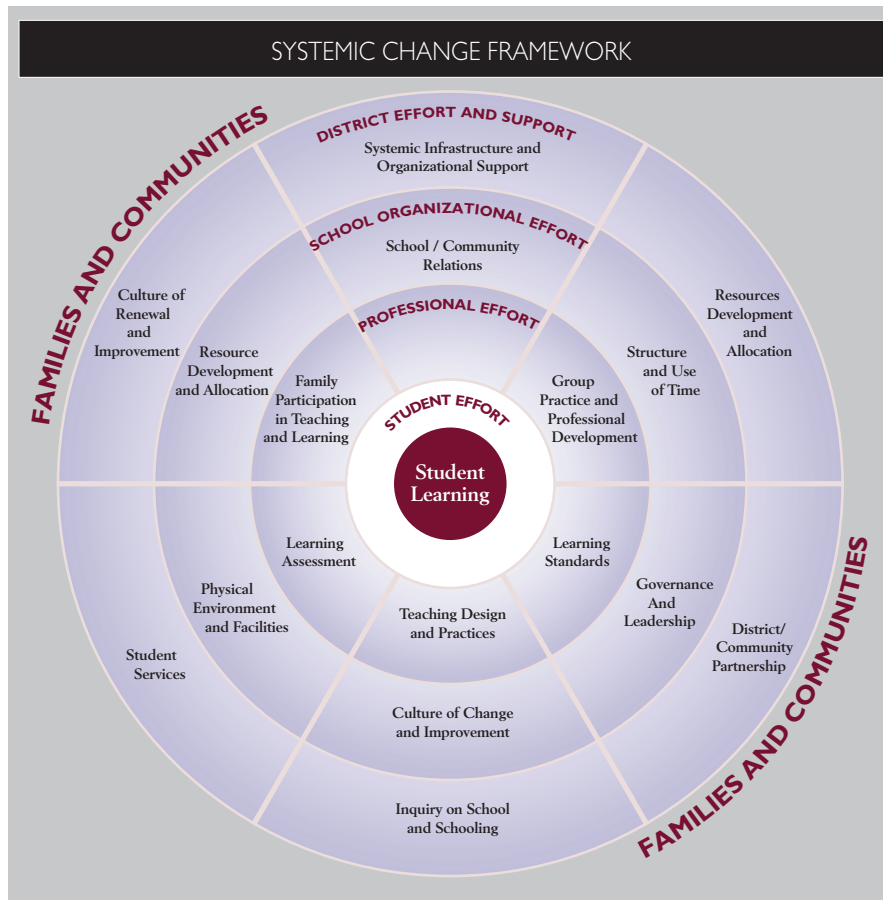 SYSTEMIC CHANGE FRAMEWORK
FAMILIES AND COMMUNITIES
DISTRICT EFFORT AND SUPPORT
Systemic Infrastructure and
Organizational Support
SCHOOL ORGANIZATIONAL EFFORT
School / Community
Relations
PROFESSIONAL EFFORT
Culture of
Renewal
and
Improvement
Resource
Development
and Allocation
Family
Participation
in Teaching
and Learning
STUDENT EFFORT
Student
Learning
Group
Practice and
Professional
Development
Structure
and Use
of Time
Resources
Development
and
Allocation
Learning
Assessment
Physical
Environment
and Facilities
Student
Services
Teaching Design
and Practices
Learning
Standards
Governance
And
Leadership
District/
Community
Partnership
Culture of Change
and Improvement
Inquiry on School
and Schooling
FAMILIES AND COMMUNITIES